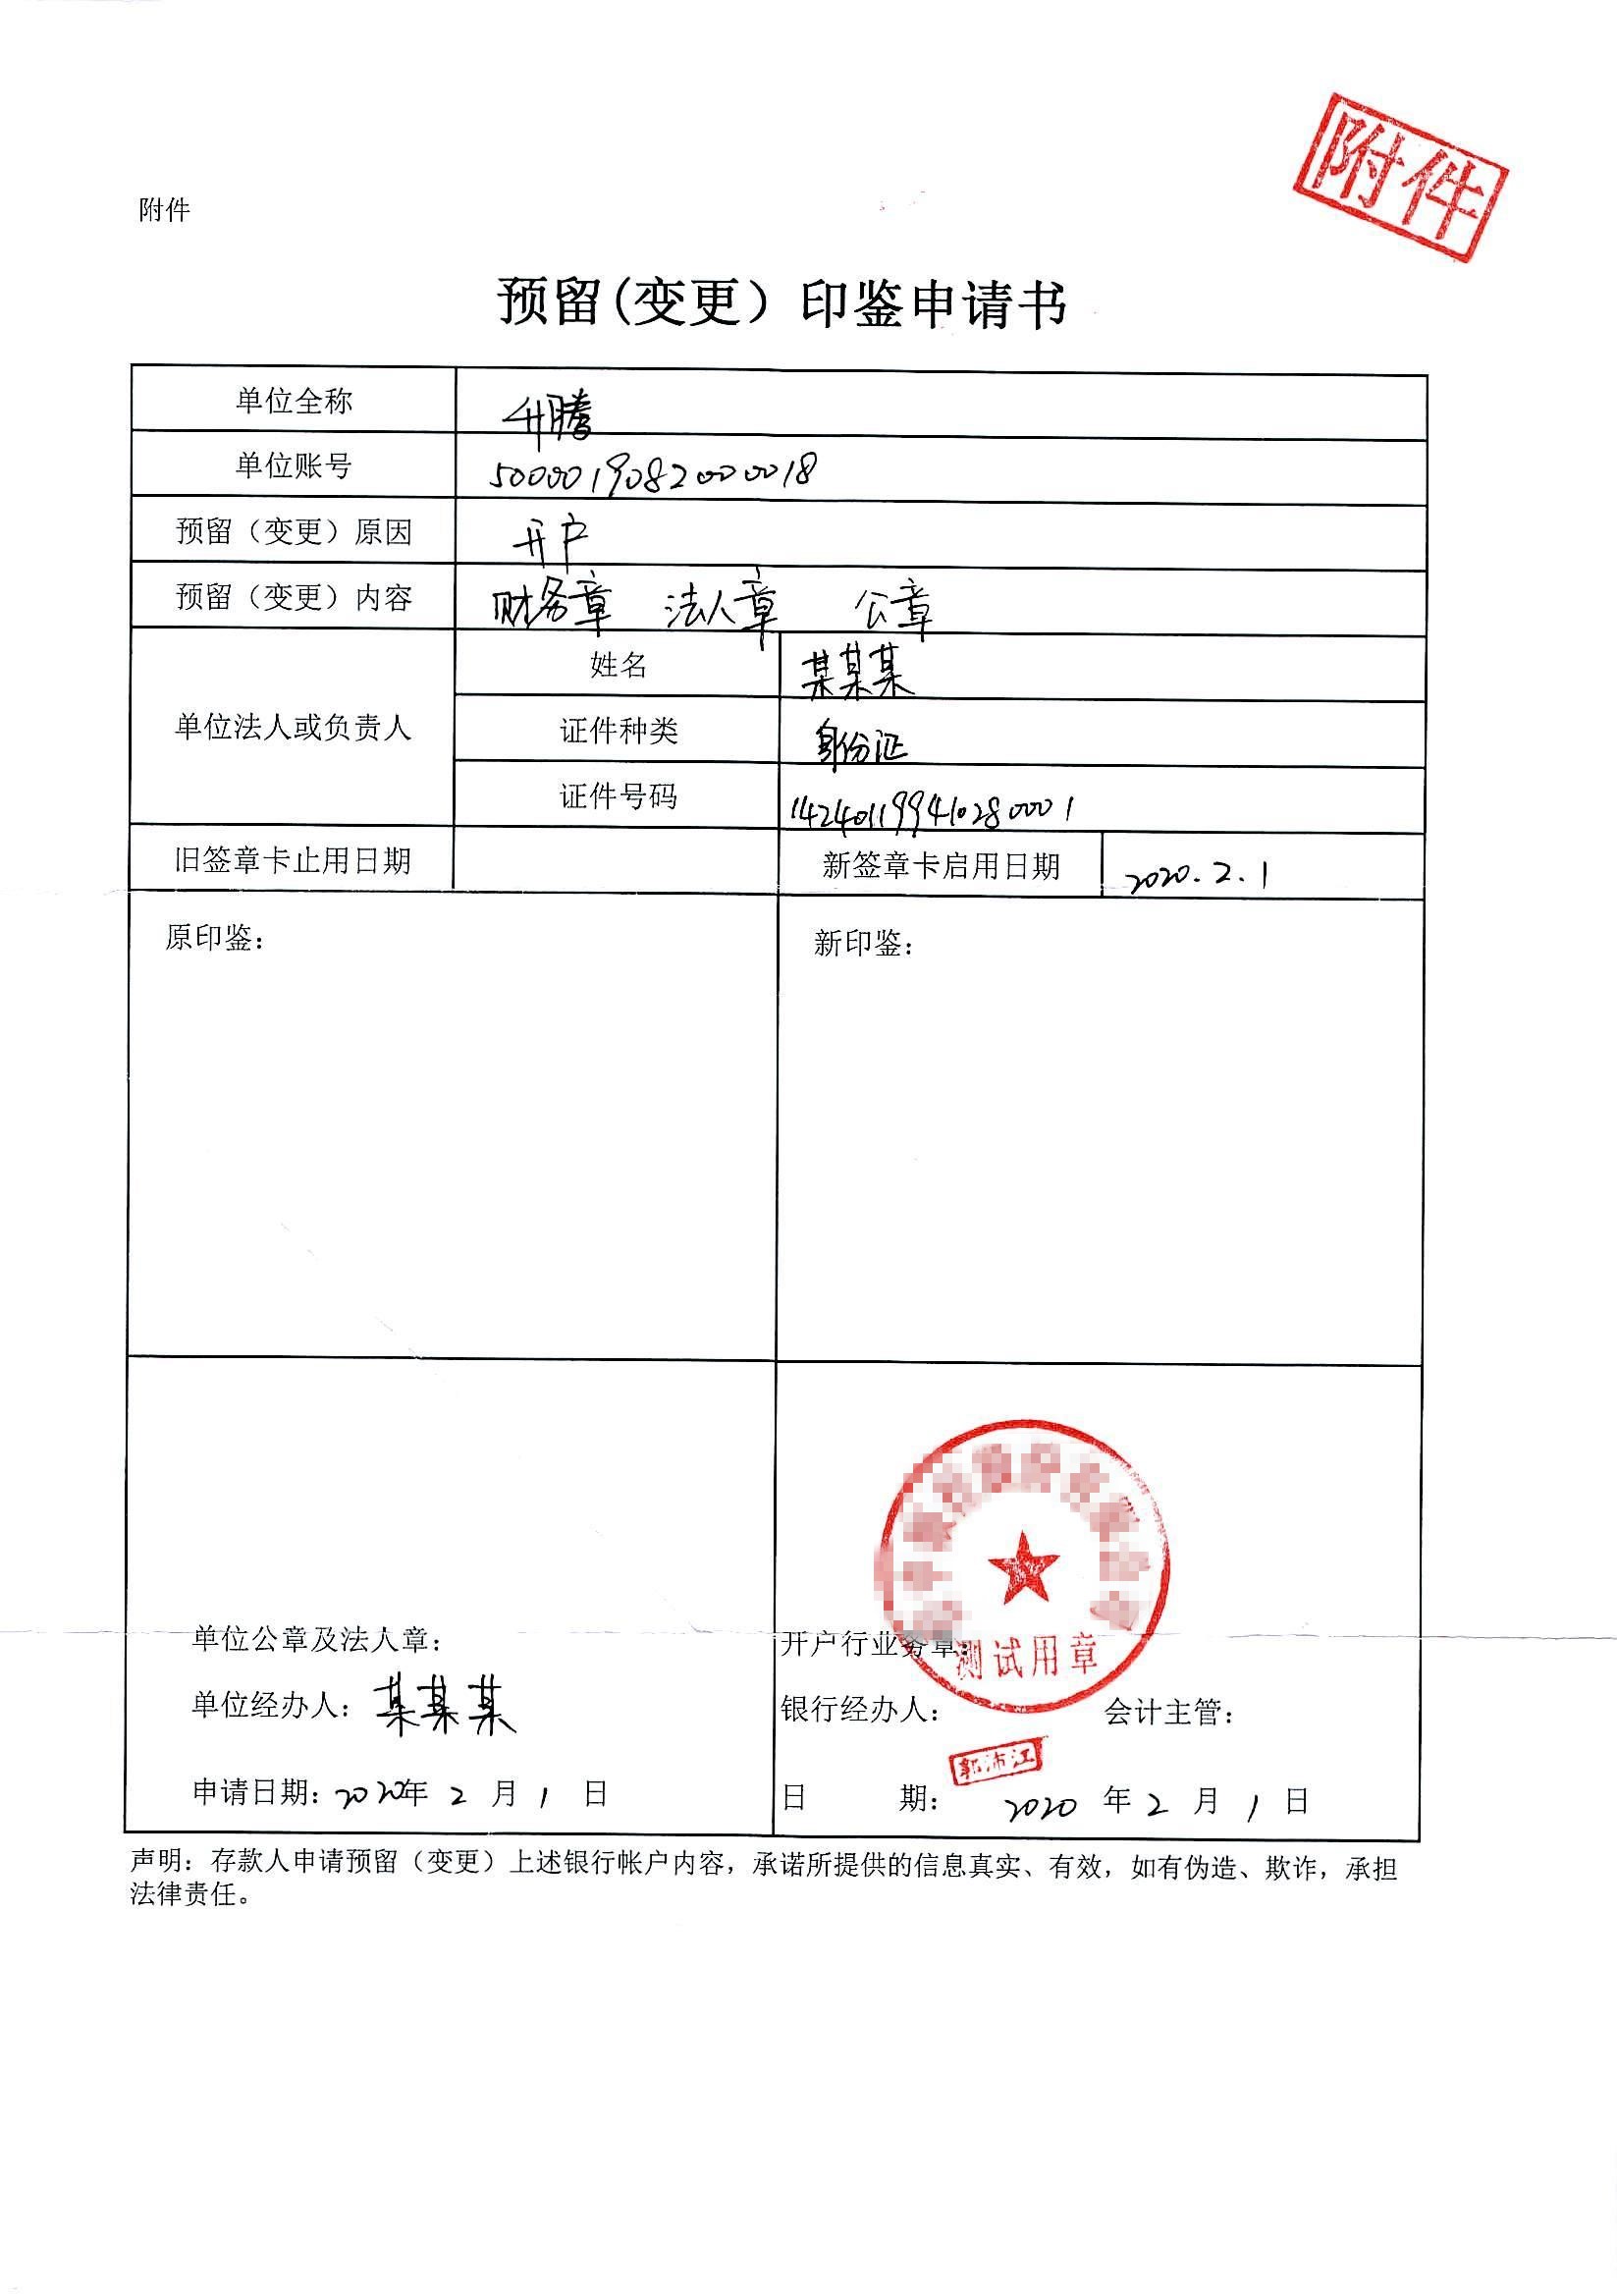 附件
附件
预留(变更）印鉴申请书
单位全称 升腾
单位账号 5000019082000018
预留（变更）原因 开户
预留（变更）内容 财务章 法人章 公章
单位法人或负责人 姓名 某某某
证件种类 身份证
证件号码 142401199410280001
旧签章卡止用日期 新签章卡启用日期 2020.2.1
原印鉴： 新印鉴：
单位公章及法人章： 开户行业务章：
测试用章
单位经办人：某某某 银行经办人： 会计主管：
郭沛江
申请日期：2020年 2 月 1 日 日 期： 2020 年 2 月 1 日
声明：存款人申请预留（变更）上述银行帐户内容，承诺所提供的信息真实、有效，如有伪造、欺诈，承担
法律责任。